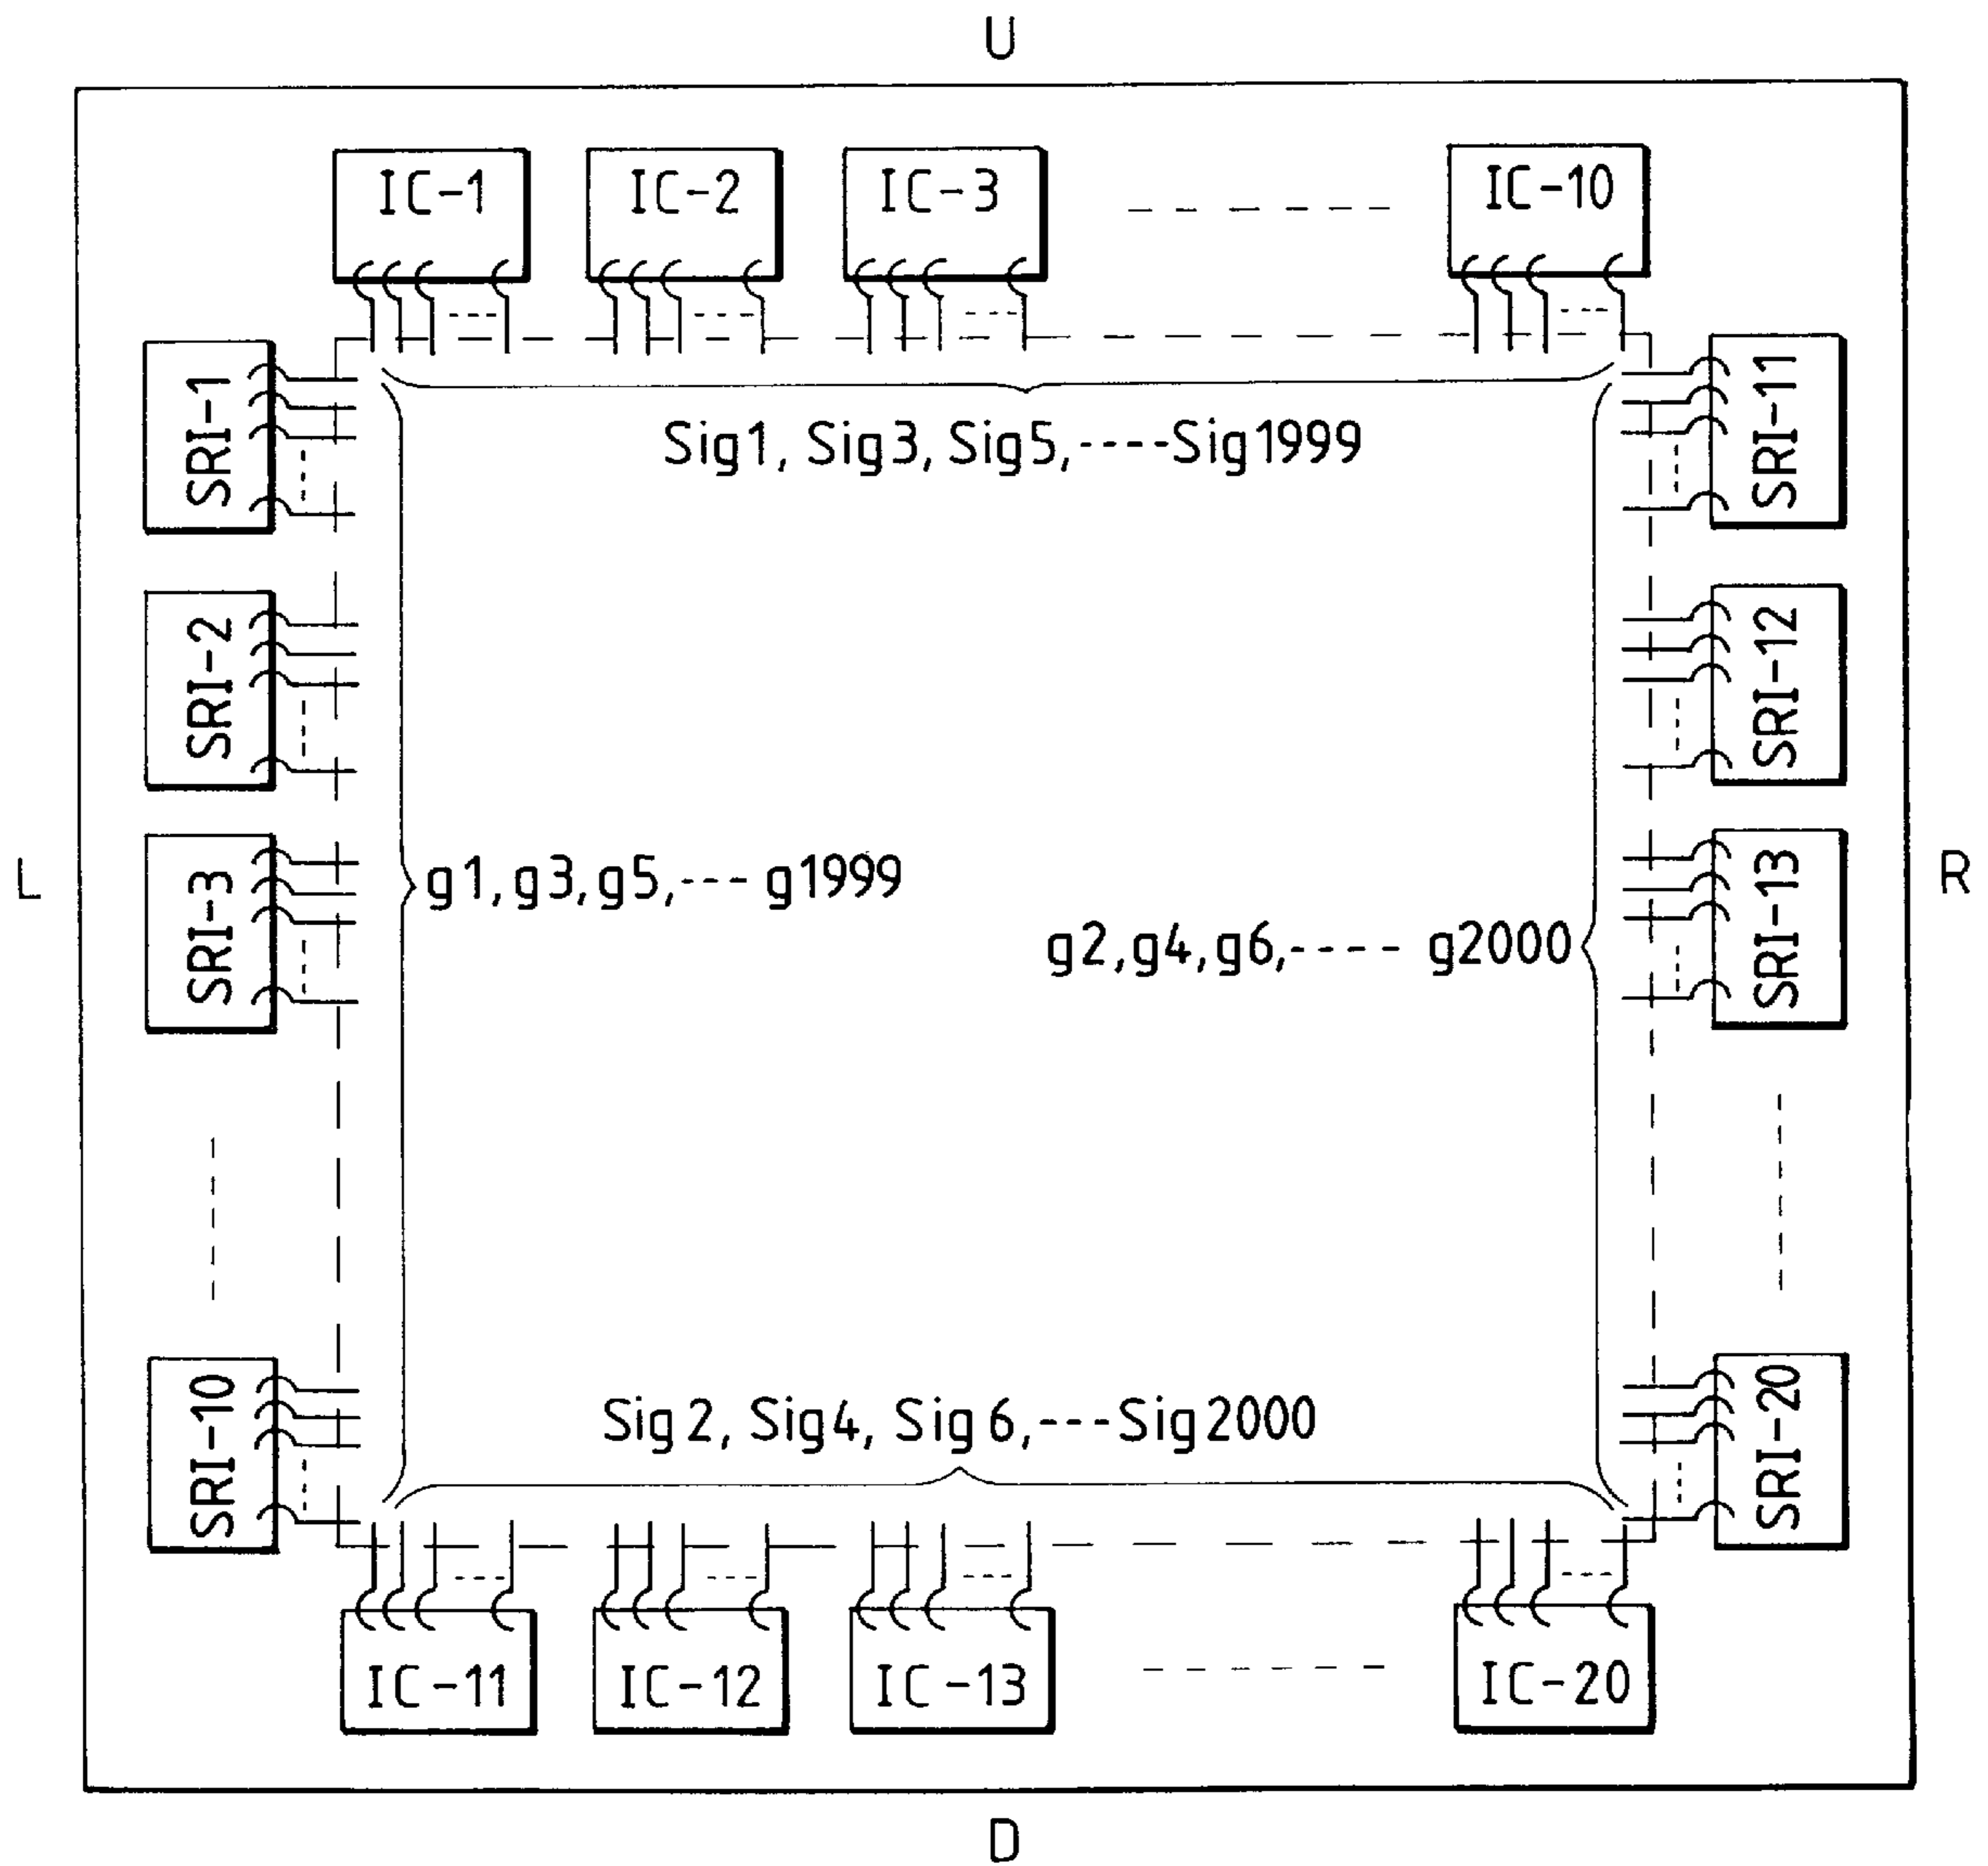 U
IC-1 IC-2 IC-3 ------ IC-10
SRI-1
SRI-11
Sig1, Sig3, Sig5,----Sig1999
SRI-2
SRI-12
L
SRI-3
g1,g3,g5,--- g1999
g2,g4,g6,---- g2000
SRI-13
R
SRI-10
Sig2, Sig4, Sig6,---Sig2000
SRI-20
IC-11 IC-12 IC-13 ------ IC-20
D